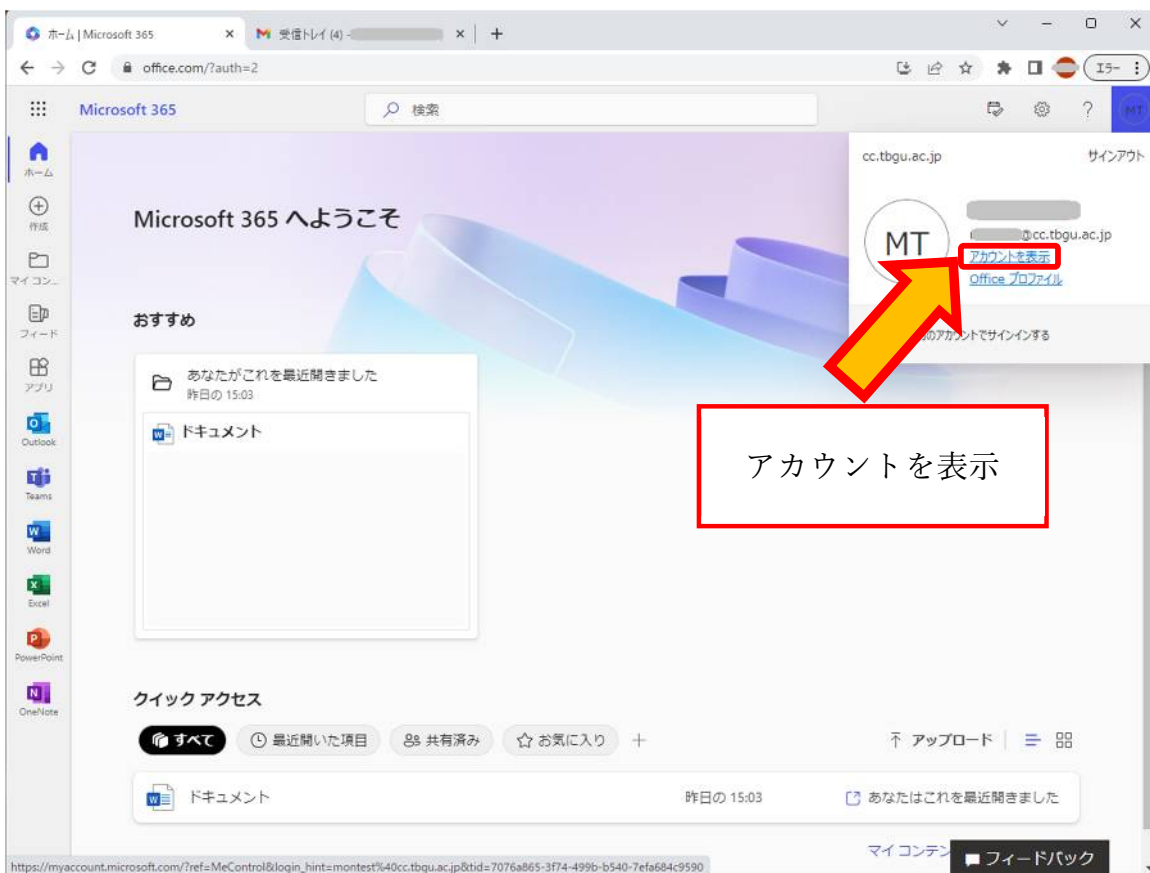 ホーム | Microsoft 365
受信トレイ (4) -
office.com/?auth=2
エラー
Microsoft 365
検索
?
MT
cc.tbgu.ac.jp
サインアウト
MT
@cc.tbgu.ac.jp
アカウントを表示
Office プロファイル
のアカウントでサインインする
ホーム
作成
マイ コン...
フィード
アプリ
Outlook
Teams
Word
Excel
PowerPoint
OneNote
Microsoft 365 へようこそ
おすすめ
あなたがこれを最近開きました
昨日の 15:03
ドキュメント
アカウントを表示
クイック アクセス
すべて
最近開いた項目
共有済み
お気に入り
アップロード
ドキュメント
昨日の 15:03
あなたはこれを最近開きました
マイ コンテン
フィードバック
https://myaccount.microsoft.com/?ref=MeControl&login_hint=montest%40cc.tbgu.ac.jp&tid=7076a865-3f74-499b-b540-7efa684c9590